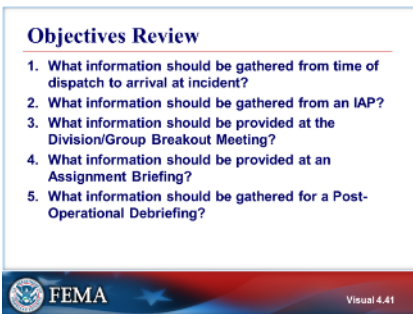 Objectives Review
1. What information should be gathered from time of
dispatch to arrival at incident?
2. What information should be gathered from an IAP?
3. What information should be provided at the
Division/Group Breakout Meeting?
4. What information should be provided at an
Assignment Briefing?
5. What information should be gathered for a Post-
Operational Debriefing?
FEMA
Visual 4.41